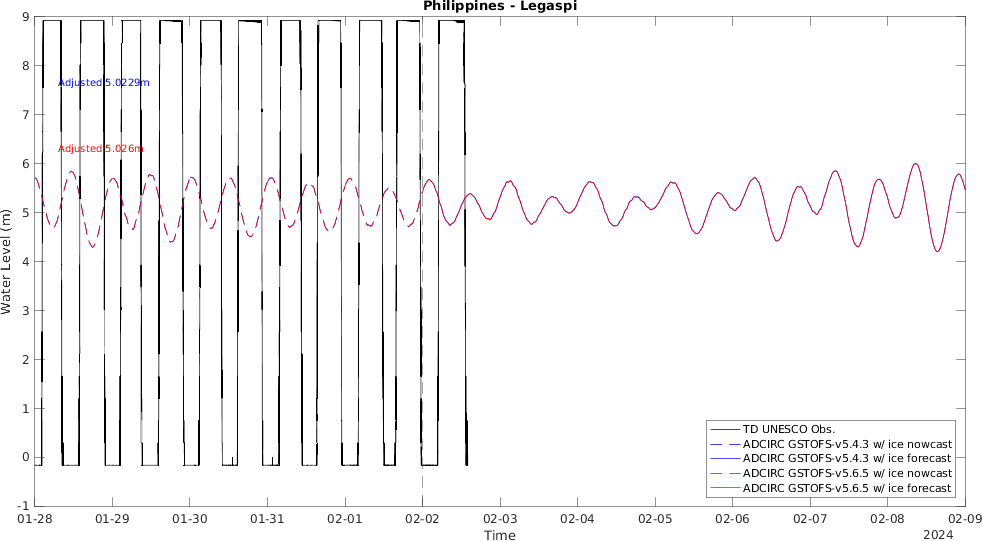 Philippines - Legaspi
9
8
7
6
5
4
3
2
1
0
-1
Water Level (m)
Adjusted 5.0229m
Adjusted 5.026m
TD UNESCO Obs.
ADCIRC GSTOFS-v5.4.3 w/ ice nowcast
ADCIRC GSTOFS-v5.4.3 w/ ice forecast
ADCIRC GSTOFS-v5.6.5 w/ ice nowcast
ADCIRC GSTOFS-v5.6.5 w/ ice forecast
01-28 01-29 01-30 01-31 02-01 02-02 02-03 02-04 02-05 02-06 02-07 02-08 02-09
Time
2024